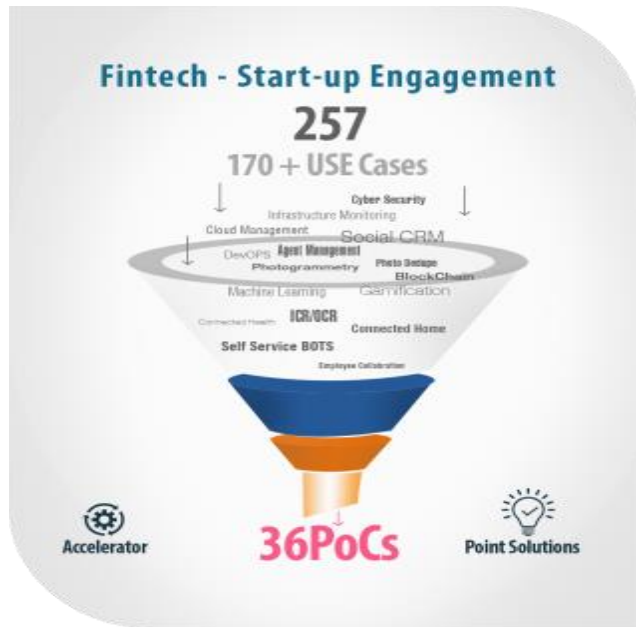 Fintech - Start-up Engagement
257
170 + USE Cases
Cyber Security
Infrastructure Monitoring
Cloud Management
Social CRM
DevOPS
Agent Management
Photogrammetry
Photo Dedupe
BlockChain
Machine Learning
Gamification
Connected Health
ICR/OCR
Connected Home
Self Service BOTS
Employee Collabration
36PoCs
Accelerator
Point Solutions